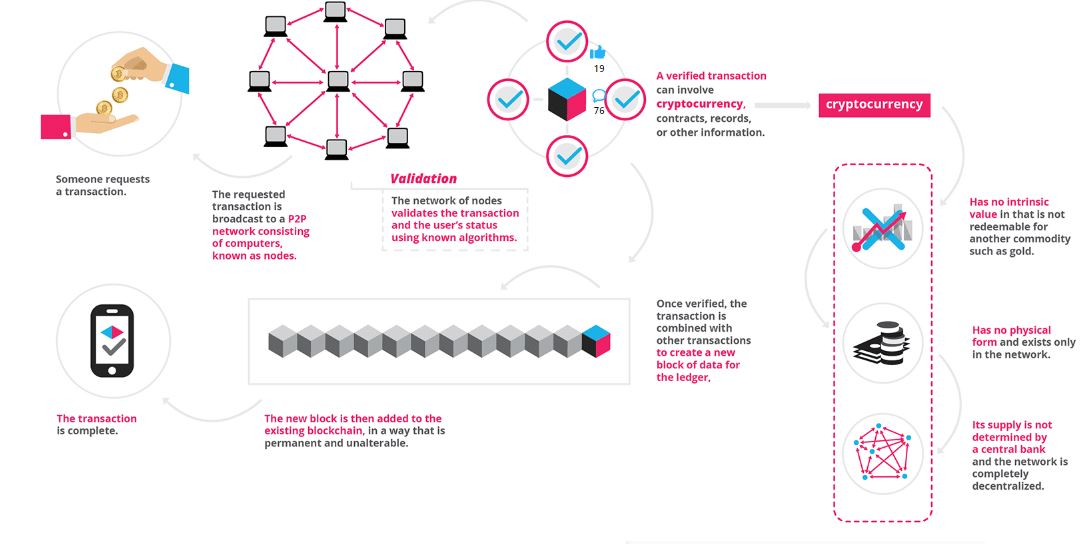 Someone requests
a transaction.
The requested
transaction is
broadcast to a P2P
network consisting
of computers,
known as nodes.
Validation
The network of nodes
validates the transaction
and the user's status
using known algorithms.
19
76
A verified transaction
can involve
cryptocurrency,
contracts, records,
or other information.
cryptocurrency
Has no intrinsic
value in that is not
redeemable for
another commodity
such as gold.
Has no physical
form and exists only
in the network.
Its supply is not
determined by
a central bank
and the network is
completely
decentralized.
Once verified, the
transaction is
combined with
other transactions
to create a new
block of data for
the ledger,
The new block is then added to the
existing blockchain, in a way that is
permanent and unalterable.
The transaction
is complete.